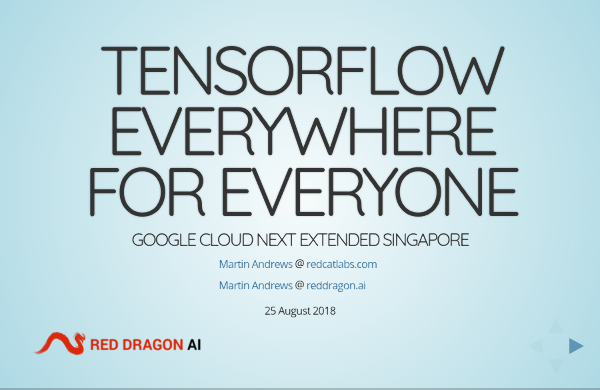 TENSORFLOW
EVERYWHERE
FOR EVERYONE
GOOGLE CLOUD NEXT EXTENDED SINGAPORE
Martin Andrews @ redcatlabs.com
Martin Andrews @ reddragon.ai
25 August 2018
RED DRAGON AI